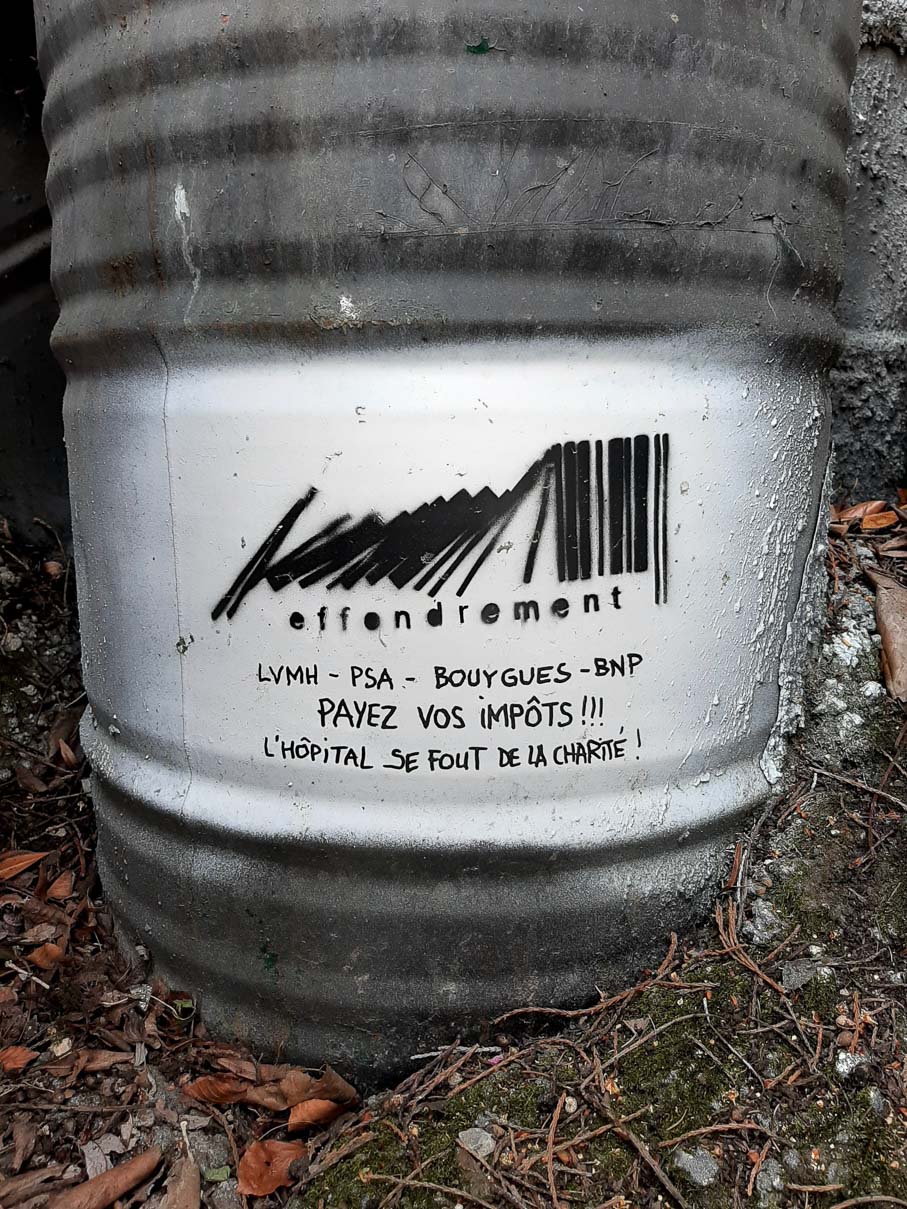 effondrement
LVMH - PSA - BOUYGUES - BNP
PAYEZ VOS iMPÔTS !!!
L'HÔPiTAL SE FOUT DE LA CHARiTÉ !